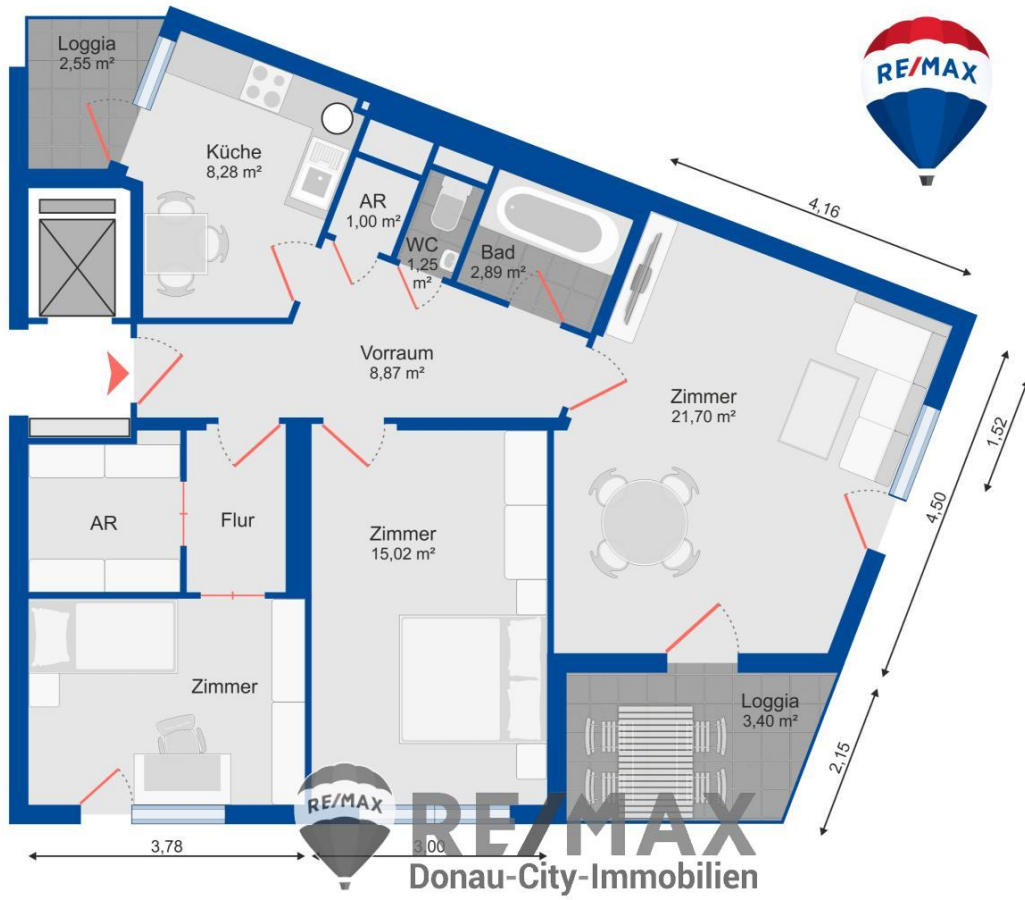 Loggia
2,55 m²
RE/MAX
Küche
8,28 m²
4,16
AR
1,00 m²
WC
1,25
m²
Bad
2,89 m²
Vorraum
8,87 m²
Zimmer
21,70 m²
1,52
4,50
AR
Flur
Zimmer
15,02 m²
Zimmer
Loggia
3,40 m²
2,15
RE/MAX
RE/MAX
3,78
3,00
Donau-City-Immobilien